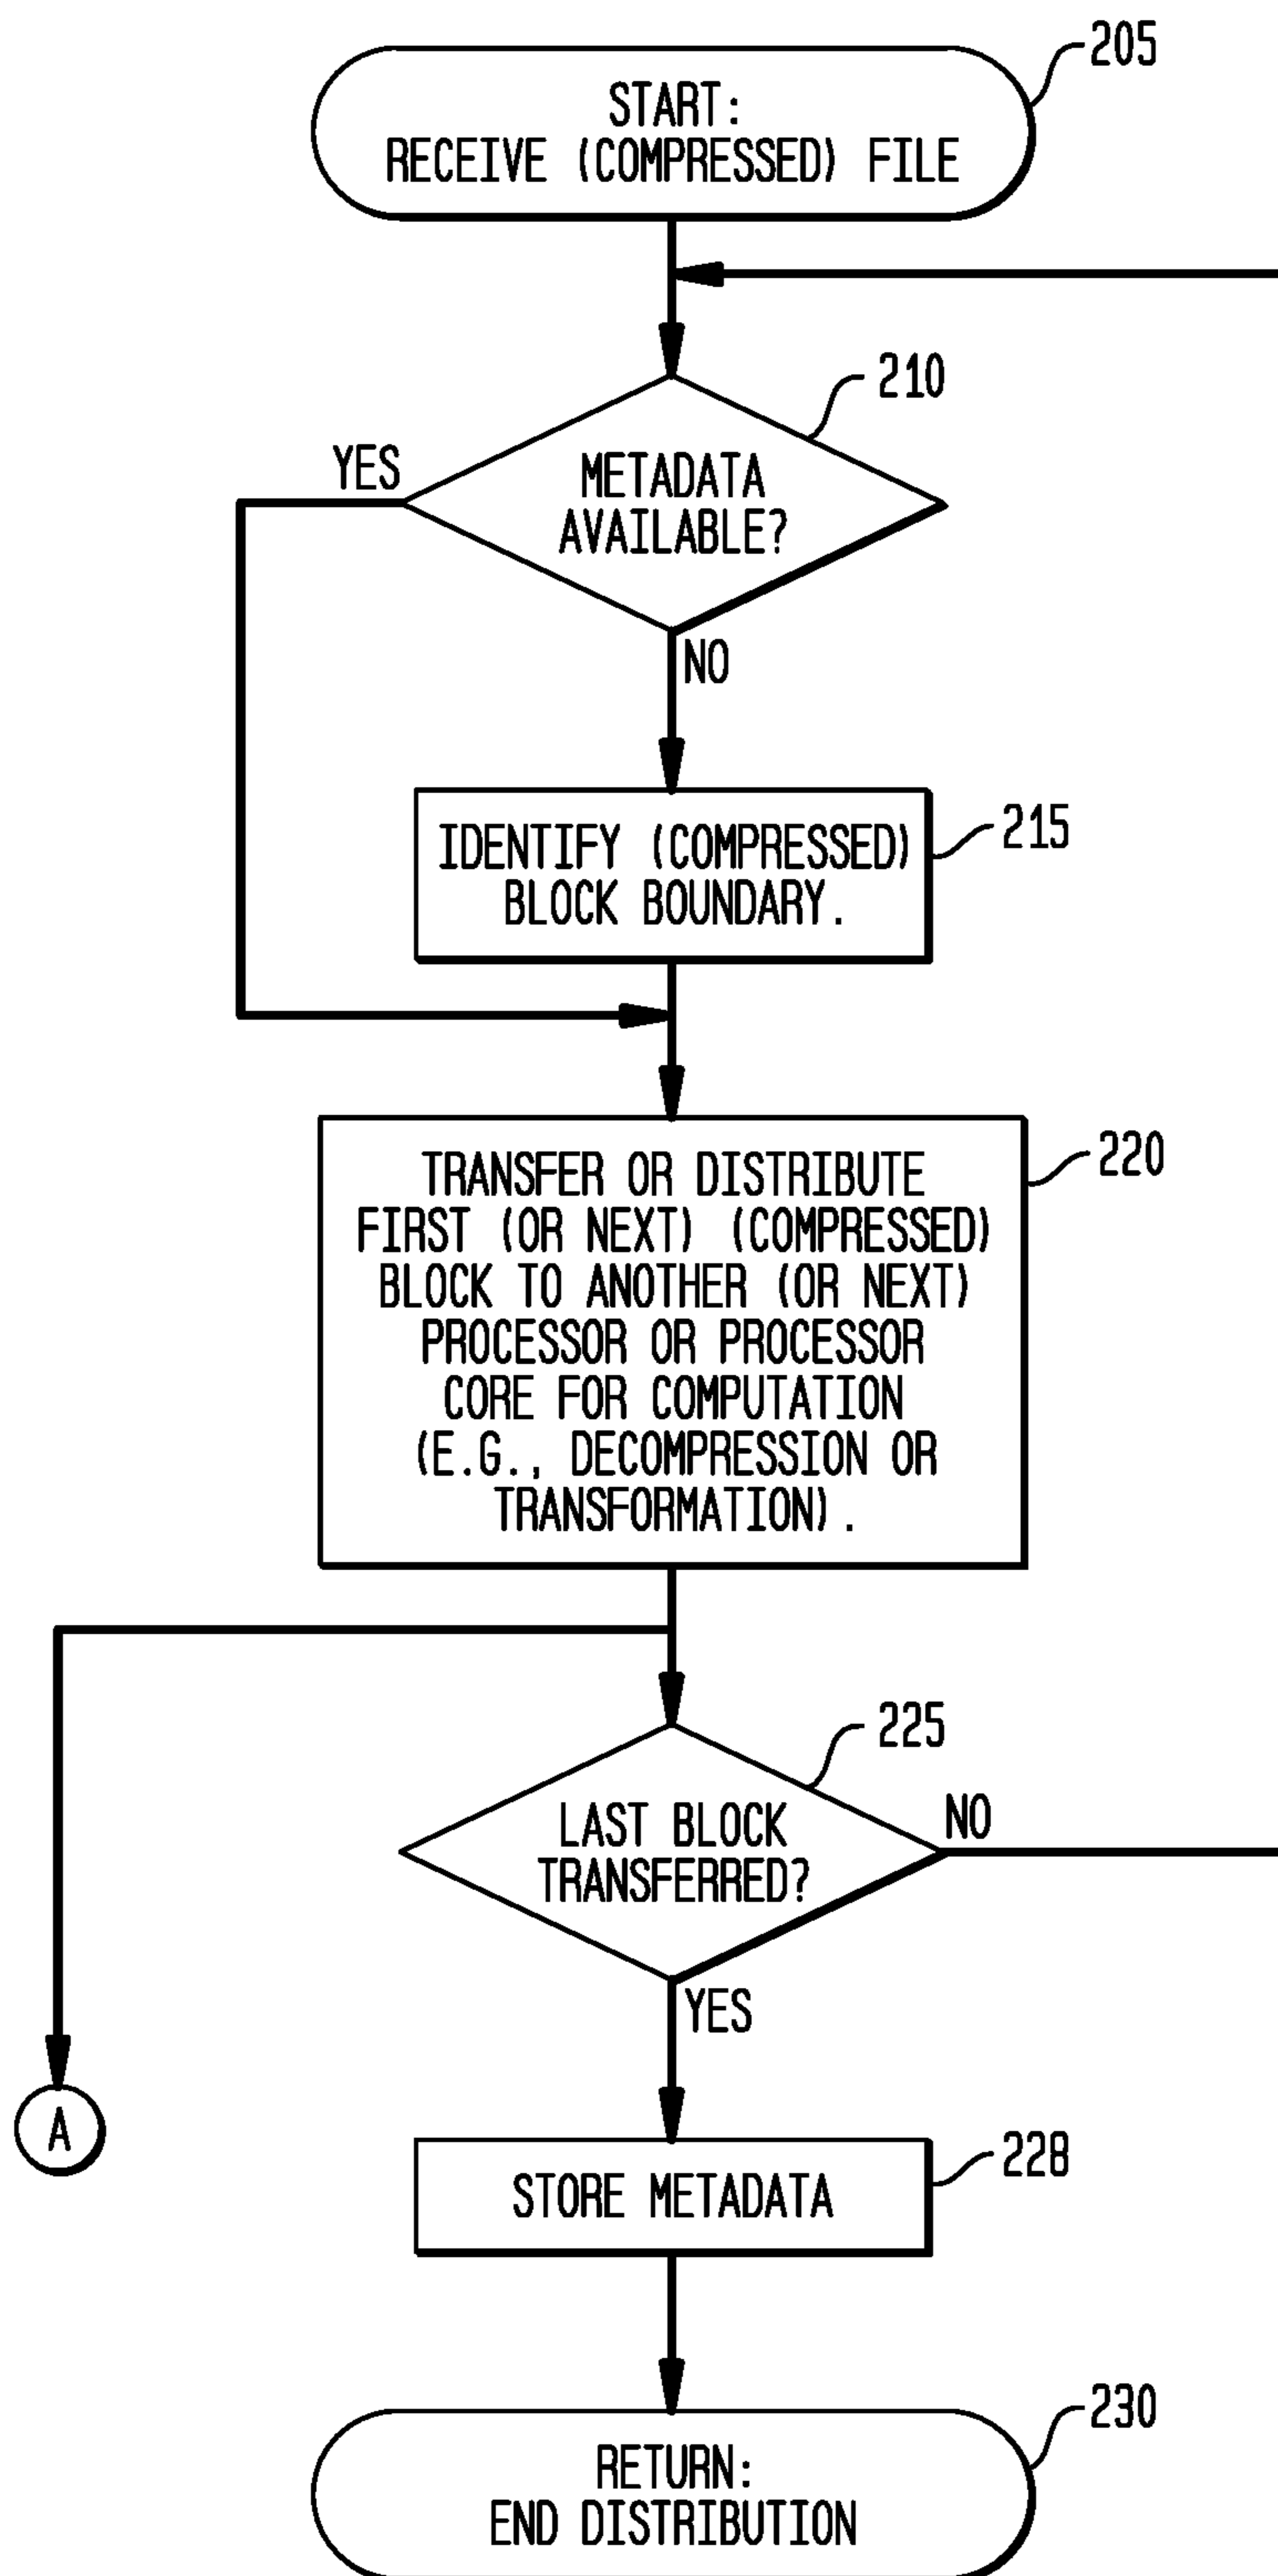 205
START:
RECEIVE (COMPRESSED) FILE
210
YES
METADATA
AVAILABLE?
NO
IDENTIFY (COMPRESSED)
BLOCK BOUNDARY.
215
TRANSFER OR DISTRIBUTE
FIRST (OR NEXT) (COMPRESSED)
BLOCK TO ANOTHER (OR NEXT)
PROCESSOR OR PROCESSOR
CORE FOR COMPUTATION
(E.G., DECOMPRESSION OR
TRANSFORMATION).
220
225
LAST BLOCK
TRANSFERRED?
NO
YES
A
STORE METADATA
228
230
RETURN:
END DISTRIBUTION